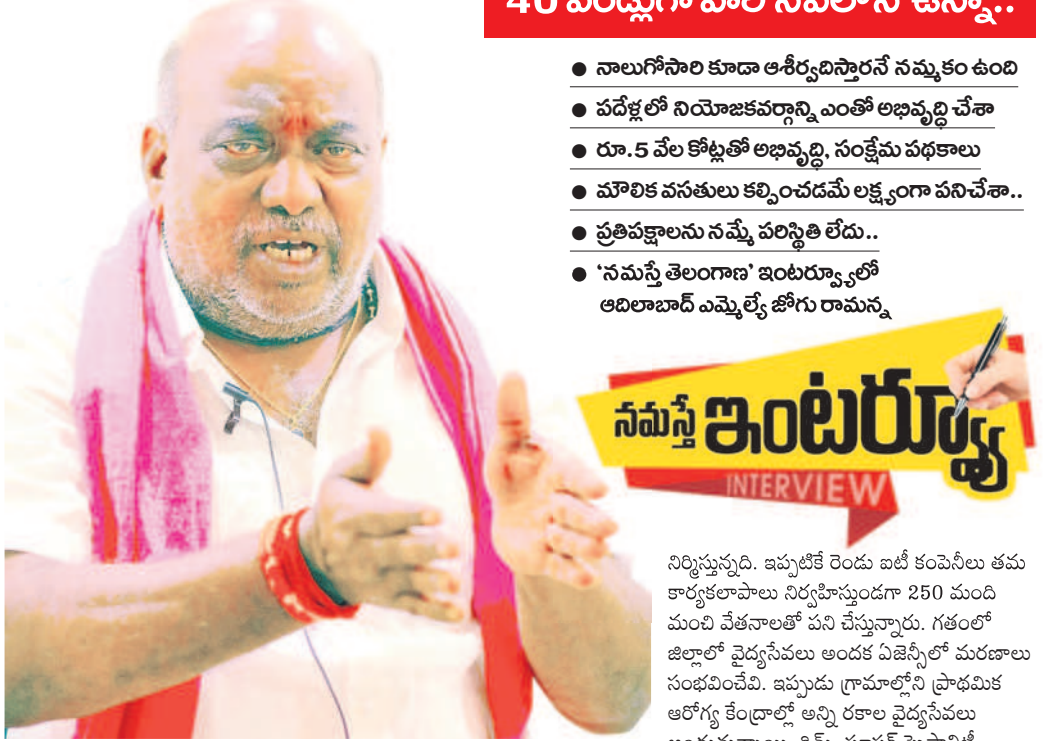 40
నాలుగోసారి కూడా ఆశీర్వదిస్తారనే నమ్మకం ఉంది
పదేళ్లలో నియోజకవర్గాన్ని ఎంతో అభివృద్ధి చేశా
రూ.5 వేల కోట్లతో అభివృద్ధి, సంక్షేమ పథకాలు
మౌలిక వసతులు కల్పించడమే లక్ష్యంగా పనిచేశా..
ప్రతిపక్షాలను నమ్మే పరిస్థితి లేదు..
‘నమస్తే తెలంగాణ’ ఇంటర్వ్యూలో
ఆదిలాబాద్ ఎమ్మెల్యే జోగు రామన్న
నమస్తే ఇంటర్వ్యూ
INTERVIEW
నిర్మిస్తున్నది. ఇప్పటికే రెండు ఐటీ కంపెనీలు తమ
కార్యకలాపాలు నిర్వహిస్తుండగా 250 మంది
మంచి వేతనాలతో పని చేస్తున్నారు. గతంలో
జిల్లాలో వైద్యసేవలు అందక ఏజెన్సీలో మరణాలు
సంభవించేవి. ఇప్పుడు గ్రామాల్లోని ప్రాథమిక
ఆరోగ్య కేంద్రాల్లో అన్ని రకాల వైద్యసేవలు